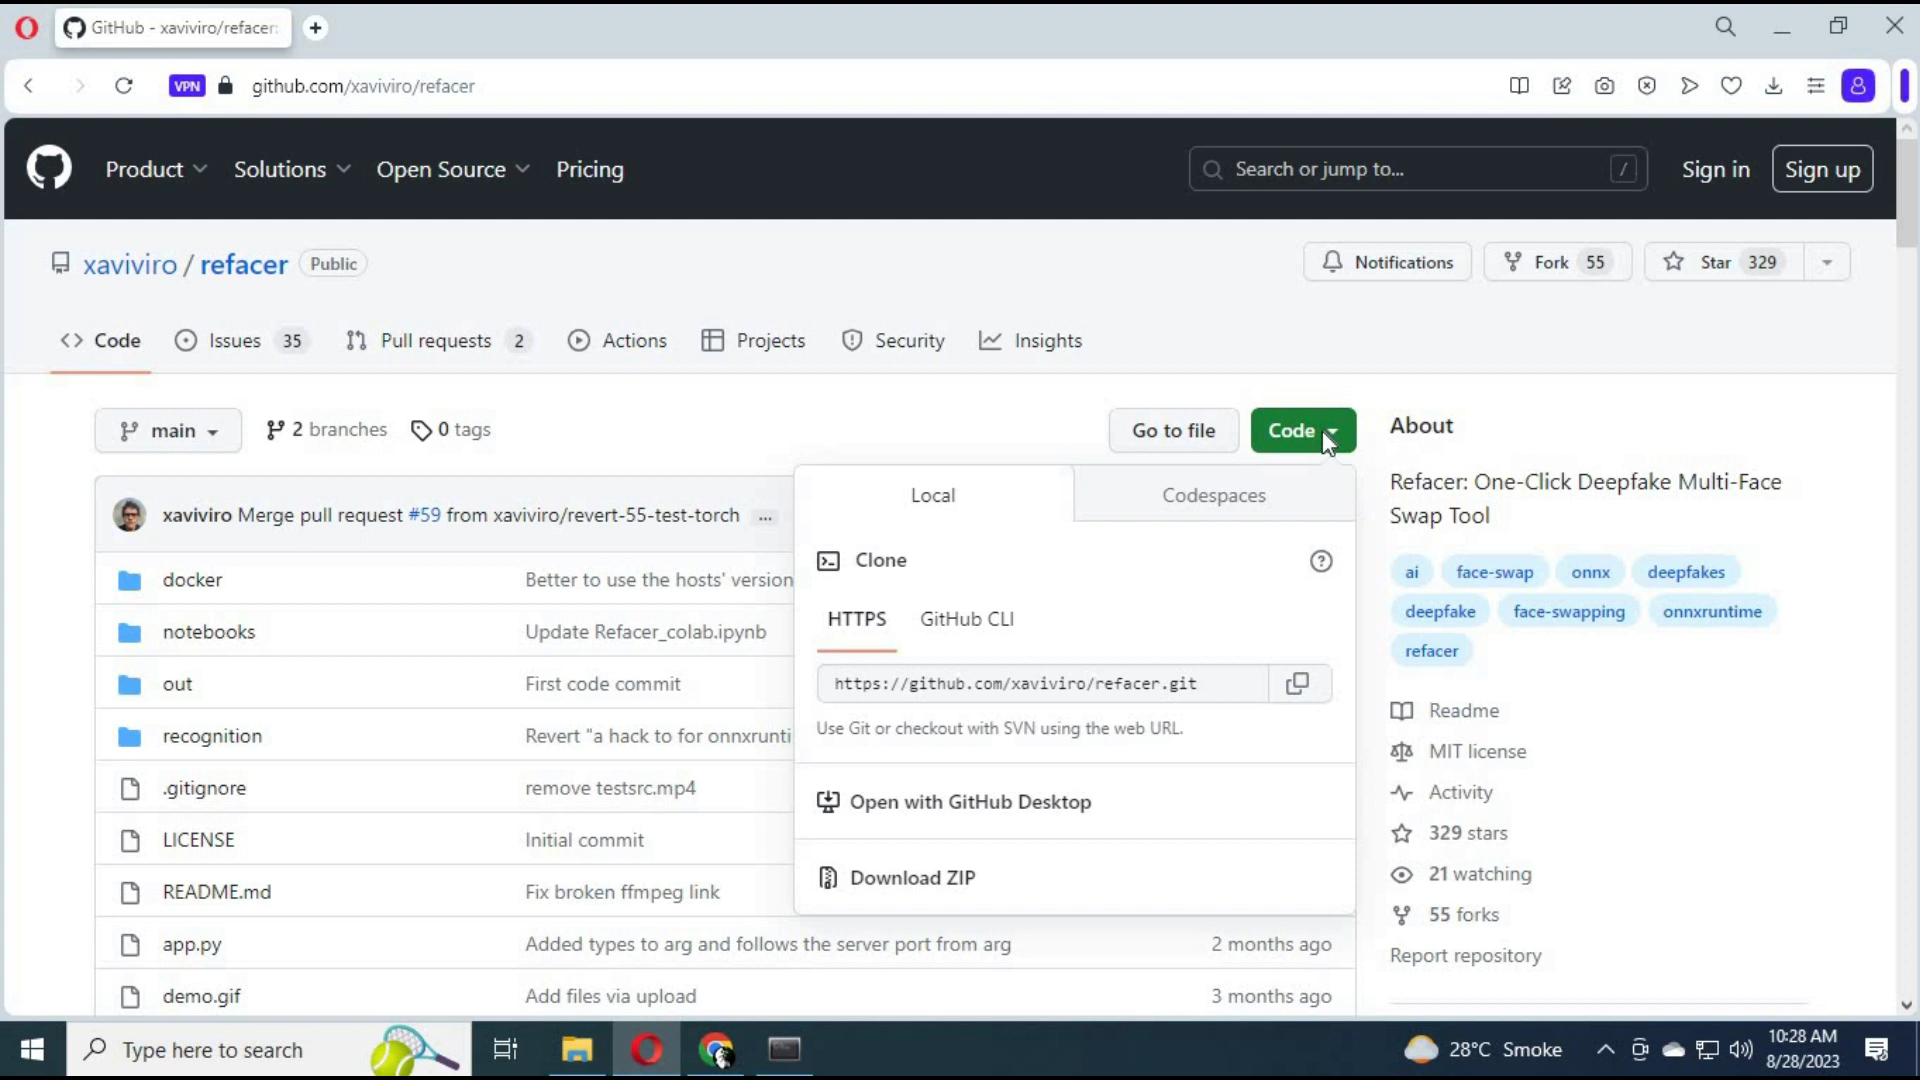 GitHub - xaviviro/refacer:
VPN github.com/xaviviro/refacer
Product Solutions Open Source Pricing Search or jump to... / Sign in Sign up
xaviviro / refacer Public Notifications Fork 55 Star 329
Code Issues 35 Pull requests 2 Actions Projects Security Insights
main 2 branches 0 tags Go to file Code
xaviviro Merge pull request #59 from xaviviro/revert-55-test-torch ...
docker Better to use the hosts' version
notebooks Update Refacer_colab.ipynb
out First code commit
recognition Revert "a hack to for onnxrunti
.gitignore remove testsrc.mp4
LICENSE Initial commit
README.md Fix broken ffmpeg link
app.py Added types to arg and follows the server port from arg 2 months ago
demo.gif Add files via upload 3 months ago
Local Codespaces
Clone
HTTPS GitHub CLI
https://github.com/xaviviro/refacer.git
Use Git or checkout with SVN using the web URL.
Open with GitHub Desktop
Download ZIP
About
Refacer: One-Click Deepfake Multi-Face
Swap Tool
ai face-swap onnx deepfakes
deepfake face-swapping onnxruntime
refacer
Readme
MIT license
Activity
329 stars
21 watching
55 forks
Report repository
Type here to search
28°C Smoke
10:28 AM
8/28/2023